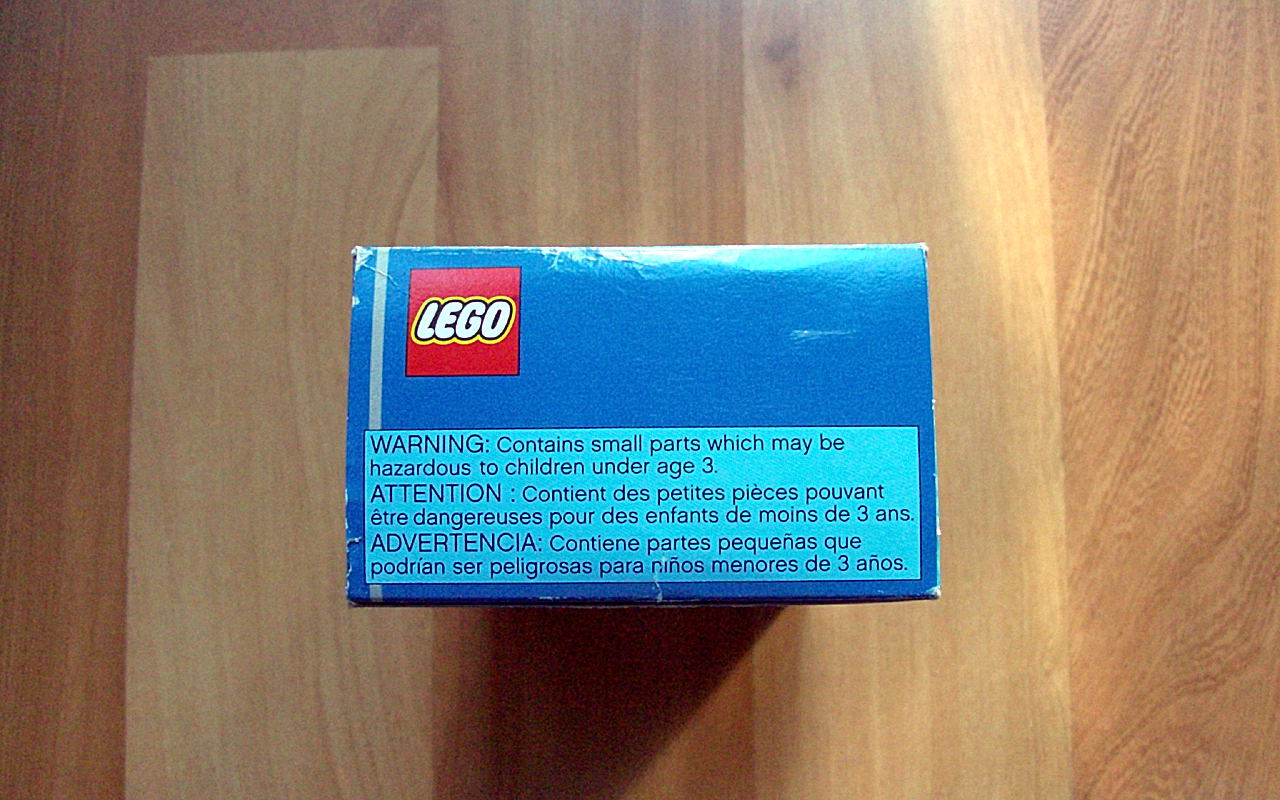 LEGO
WARNING: Contains small parts which may be
hazardous to children under age 3.
ATTENTION : Contient des petites pièces pouvant
être dangereuses pour des enfants de moins de 3 ans.
ADVERTENCIA: Contiene partes pequeñas que
podrían ser peligrosas para niños menores de 3 años.